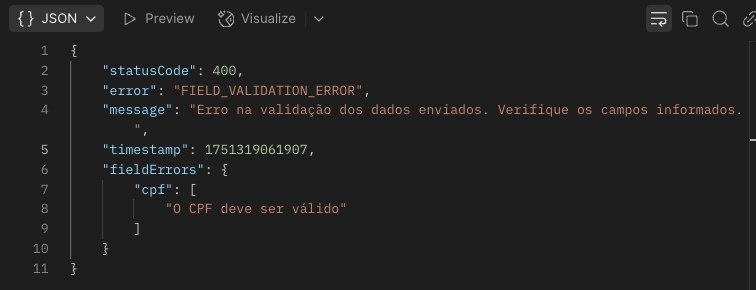 {} JSON Preview Visualize
1 {
2 "statusCode": 400,
3 "error": "FIELD_VALIDATION_ERROR",
4 "message": "Erro na validação dos dados enviados. Verifique os campos informados.
",
5 "timestamp": 1751319061907,
6 "fieldErrors": {
7 "cpf": [
8 "O CPF deve ser válido"
9 ]
10 }
11 }